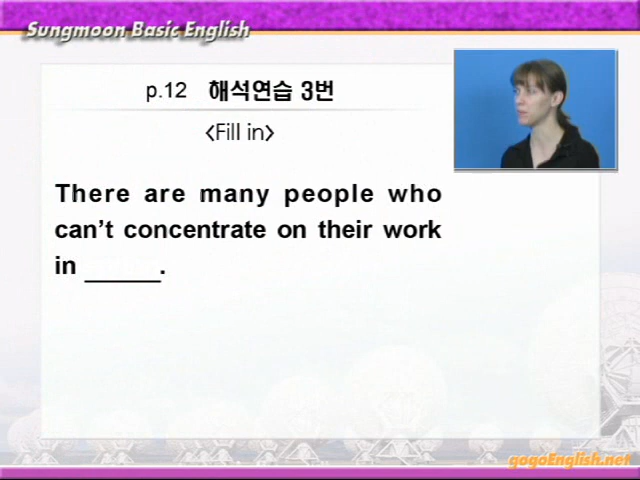 Sungmoon Basic English
p.12 해석연습 3번
<Fill in>
There are many people who
can't concentrate on their work
in _____.
gogoEnglish.net